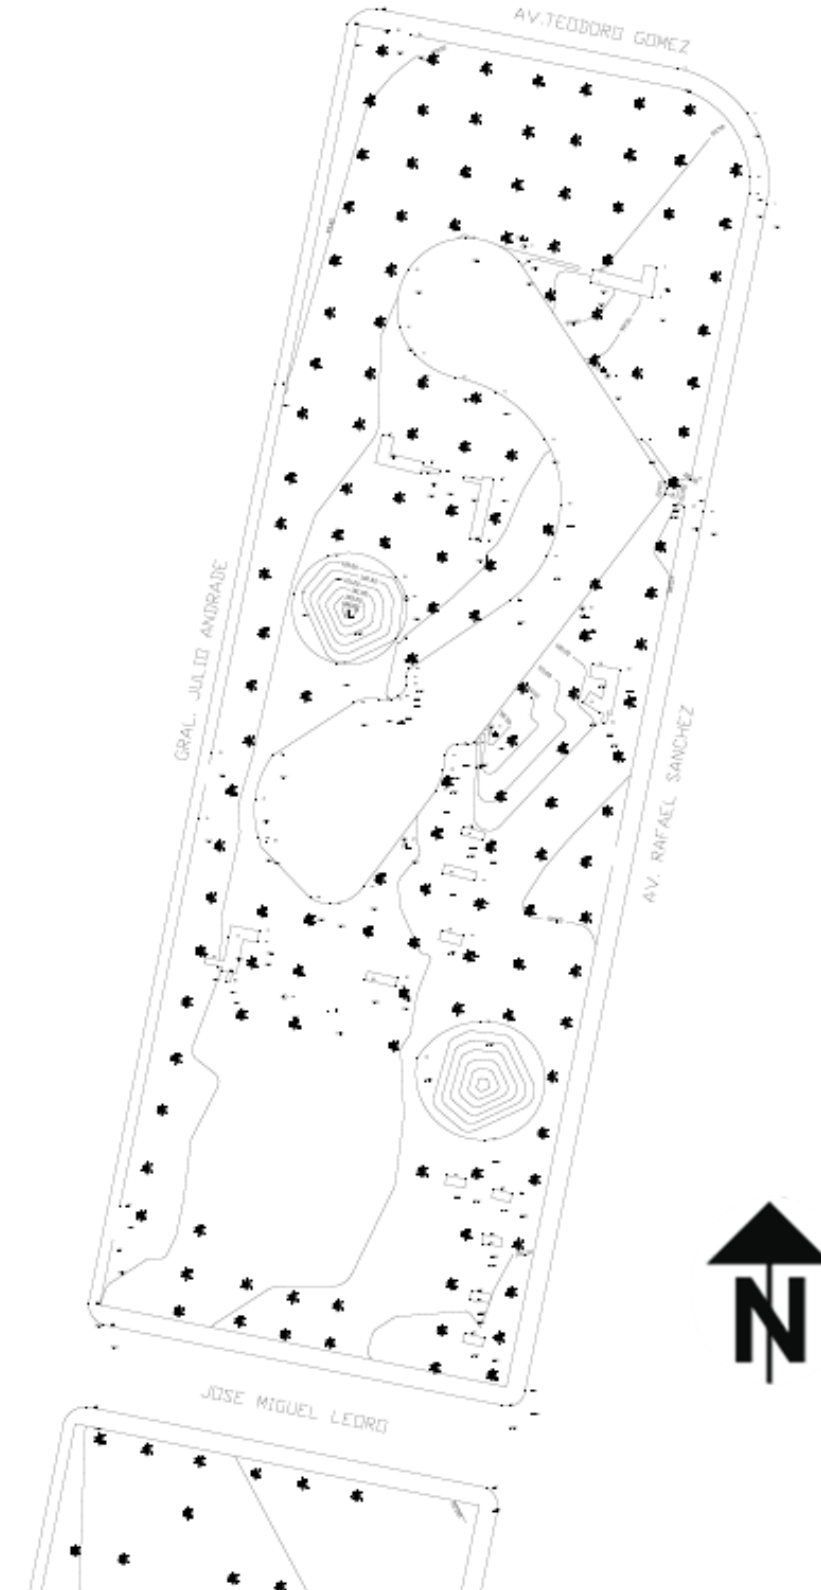 AV.TEODORO GOMEZ
GRAL. JULIO ANDRADE
AV. RAFAEL SANCHEZ
N
JOSE MIGUEL LEORO